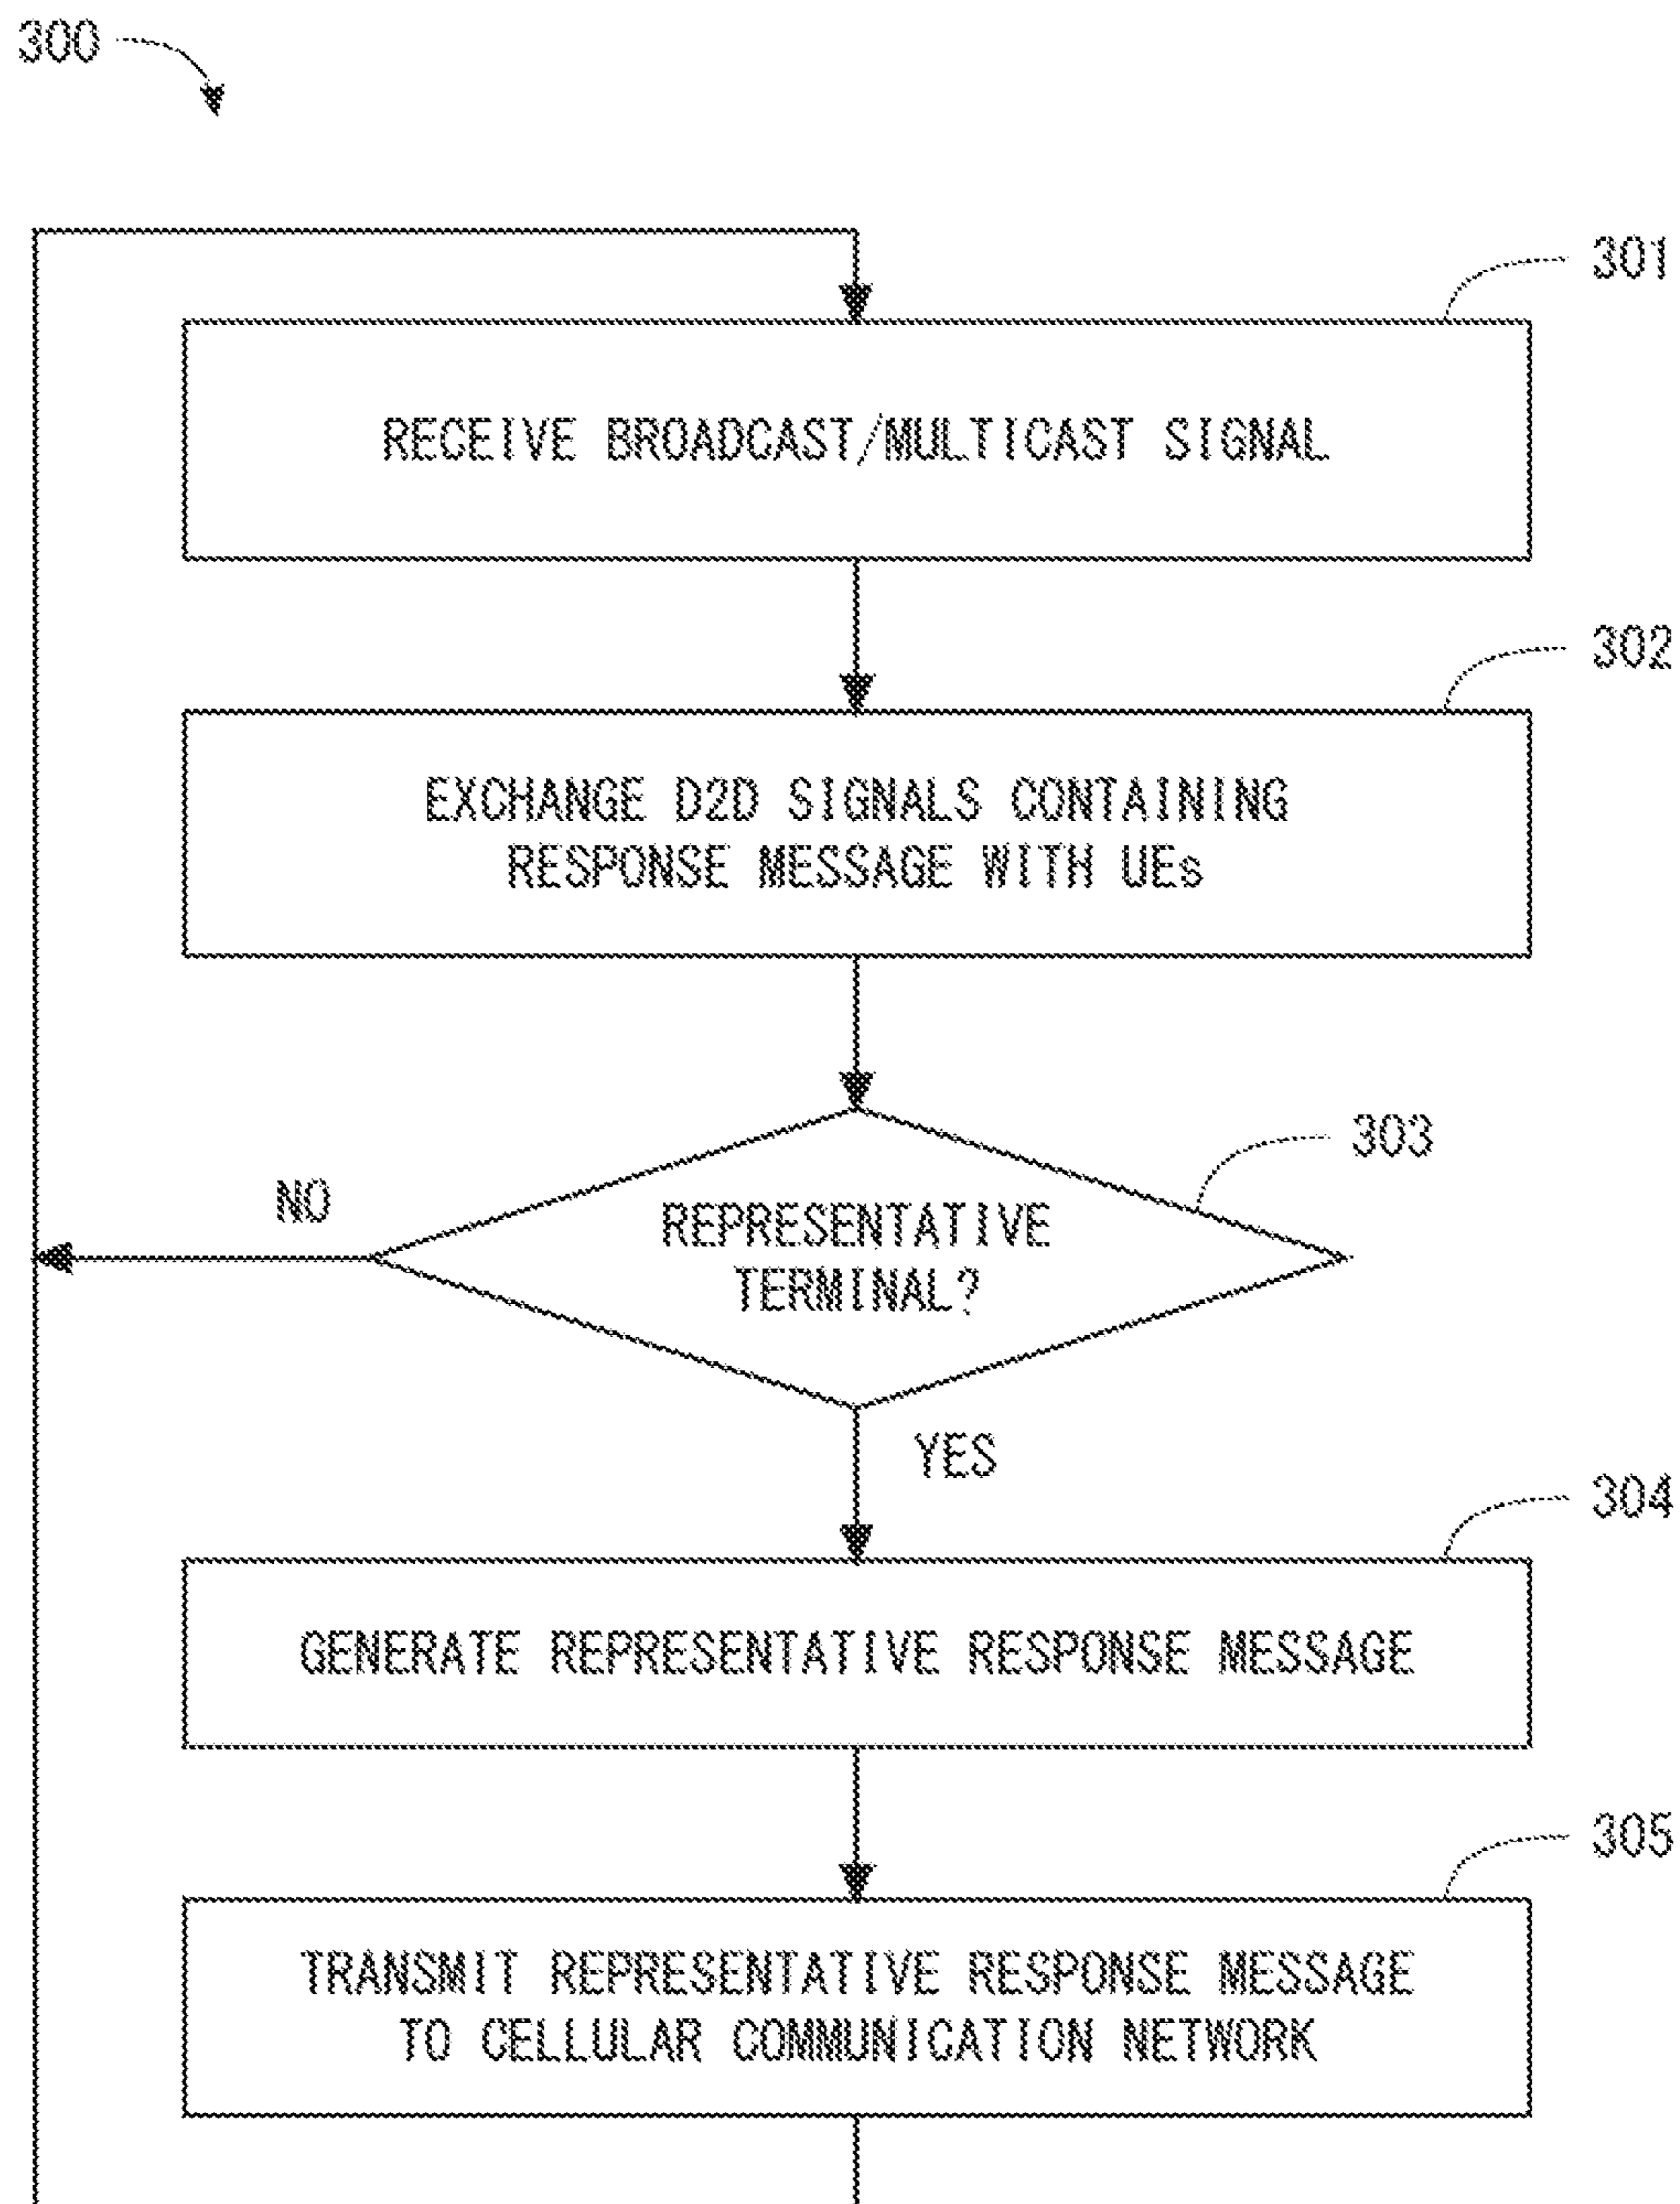 300
301
RECEIVE BROADCAST/MULTICAST SIGNAL
302
EXCHANGE D2D SIGNALS CONTAINING
RESPONSE MESSAGE WITH UEs
303
REPRESENTATIVE
TERMINAL?
NO
YES
304
GENERATE REPRESENTATIVE RESPONSE MESSAGE
305
TRANSMIT REPRESENTATIVE RESPONSE MESSAGE
TO CELLULAR COMMUNICATION NETWORK